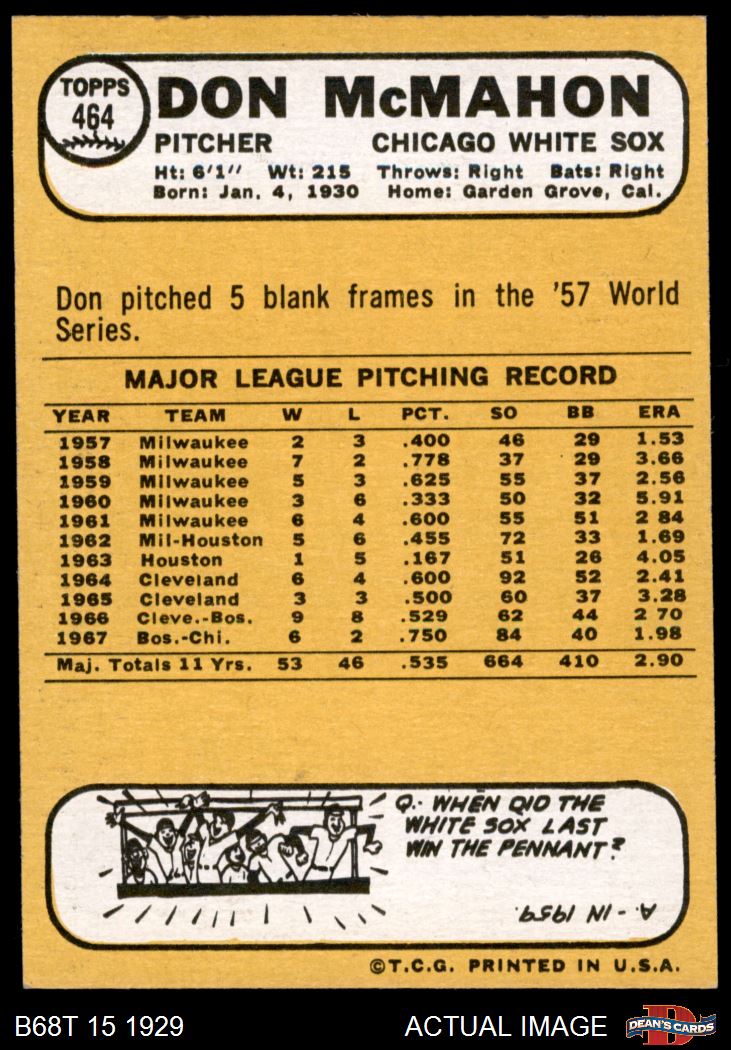 TOPPS
464
DON McMAHON
PITCHER CHICAGO WHITE SOX
Ht: 6'1" Wt: 215 Throws: Right Bats: Right
Born: Jan. 4, 1930 Home: Garden Grove, Cal.
Don pitched 5 blank frames in the '57 World
Series.
MAJOR LEAGUE PITCHING RECORD
YEAR TEAM W L PCT. SO BB ERA
1957 Milwaukee 2 3 .400 46 29 1.53
1958 Milwaukee 7 2 .778 37 29 3.66
1959 Milwaukee 5 3 .625 55 37 2.56
1960 Milwaukee 3 6 .333 50 32 5.91
1961 Milwaukee 6 4 .600 55 51 2 84
1962 Mil-Houston 5 6 .455 72 33 1.69
1963 Houston 1 5 .167 51 26 4.05
1964 Cleveland 6 4 .600 92 52 2.41
1965 Cleveland 3 3 .500 60 37 3.28
1966 Cleve.-Bos. 9 8 .529 62 44 2 70
1967 Bos.-Chi. 6 2 .750 84 40 1.98
Maj. Totals 11 Yrs. 53 46 .535 664 410 2.90
Q.- WHEN DID THE
WHITE SOX LAST
WIN THE PENNANT?
A. - IN 1959.
©T.C.G. PRINTED IN U.S.A.
B68T 15 1929 ACTUAL IMAGE DEAN'S CARDS